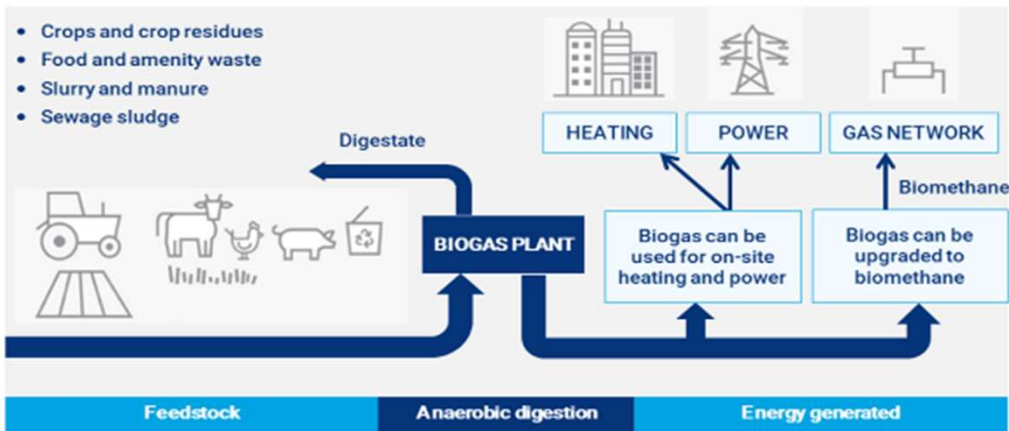 • Crops and crop residues
• Food and amenity waste
• Slurry and manure
• Sewage sludge
Digestate
HEATING
POWER
GAS NETWORK
Biomethane
BIOGAS PLANT
Biogas can be
used for on-site
heating and power
Biogas can be
upgraded to
biomethane
Feedstock
Anaerobic digestion
Energy generated